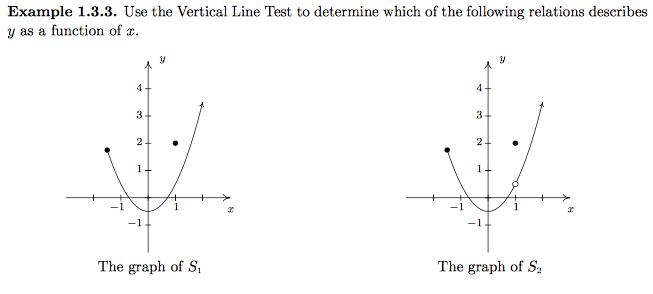 Example 1.3.3. Use the Vertical Line Test to determine which of the following relations describes
y as a function of x.
y
4
3
2
1
−1
1
x
−1
The graph of S₁
y
4
3
2
1
−1
1
x
−1
The graph of S₂